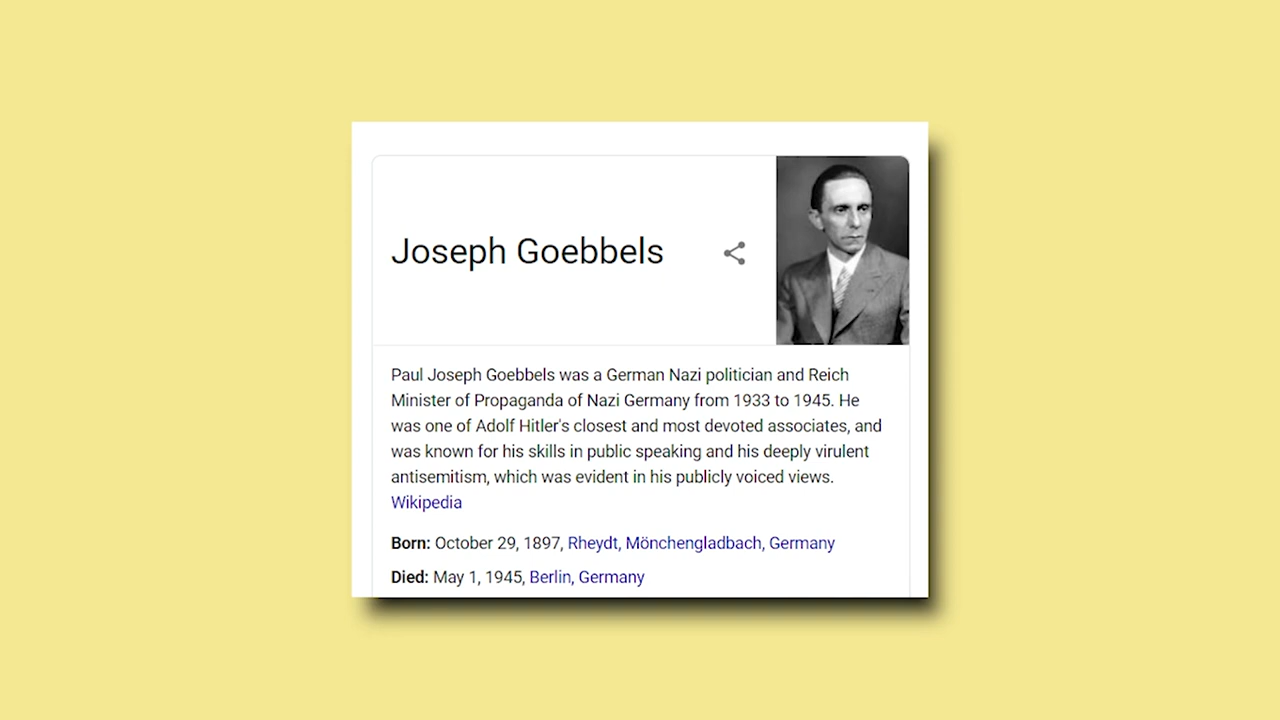 Joseph Goebbels
Paul Joseph Goebbels was a German Nazi politician and Reich
Minister of Propaganda of Nazi Germany from 1933 to 1945. He
was one of Adolf Hitler's closest and most devoted associates, and
was known for his skills in public speaking and his deeply virulent
antisemitism, which was evident in his publicly voiced views.
Wikipedia
Born: October 29, 1897, Rheydt, Mönchengladbach, Germany
Died: May 1, 1945, Berlin, Germany